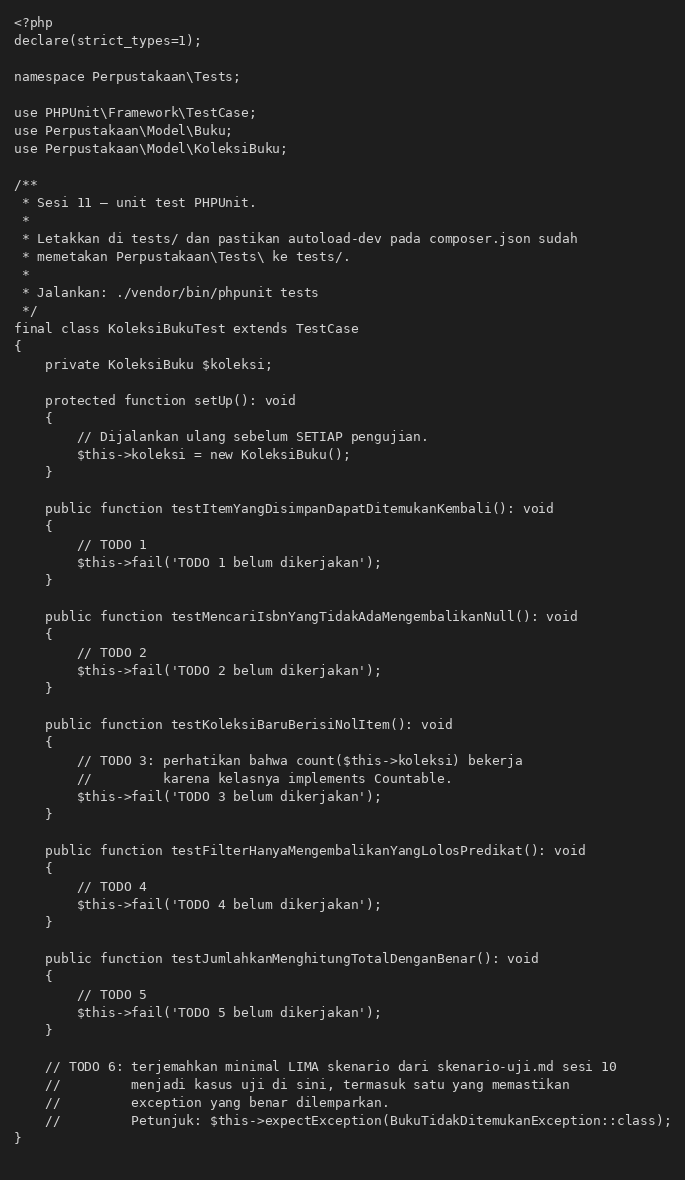 <?php
declare(strict_types=1);

namespace Perpustakaan\Tests;

use PHPUnit\Framework\TestCase;
use Perpustakaan\Model\Buku;
use Perpustakaan\Model\KoleksiBuku;

/**
 * Sesi 11 — unit test PHPUnit.
 *
 * Letakkan di tests/ dan pastikan autoload-dev pada composer.json sudah
 * memetakan Perpustakaan\Tests\ ke tests/.
 *
 * Jalankan: ./vendor/bin/phpunit tests
 */
final class KoleksiBukuTest extends TestCase
{
    private KoleksiBuku $koleksi;

    protected function setUp(): void
    {
        // Dijalankan ulang sebelum SETIAP pengujian.
        $this->koleksi = new KoleksiBuku();
    }

    public function testItemYangDisimpanDapatDitemukanKembali(): void
    {
        // TODO 1
        $this->fail('TODO 1 belum dikerjakan');
    }

    public function testMencariIsbnYangTidakAdaMengembalikanNull(): void
    {
        // TODO 2
        $this->fail('TODO 2 belum dikerjakan');
    }

    public function testKoleksiBaruBerisiNolItem(): void
    {
        // TODO 3: perhatikan bahwa count($this->koleksi) bekerja
        //         karena kelasnya implements Countable.
        $this->fail('TODO 3 belum dikerjakan');
    }

    public function testFilterHanyaMengembalikanYangLolosPredikat(): void
    {
        // TODO 4
        $this->fail('TODO 4 belum dikerjakan');
    }

    public function testJumlahkanMenghitungTotalDenganBenar(): void
    {
        // TODO 5
        $this->fail('TODO 5 belum dikerjakan');
    }

    // TODO 6: terjemahkan minimal LIMA skenario dari skenario-uji.md sesi 10
    //         menjadi kasus uji di sini, termasuk satu yang memastikan
    //         exception yang benar dilemparkan.
    //         Petunjuk: $this->expectException(BukuTidakDitemukanException::class);
}